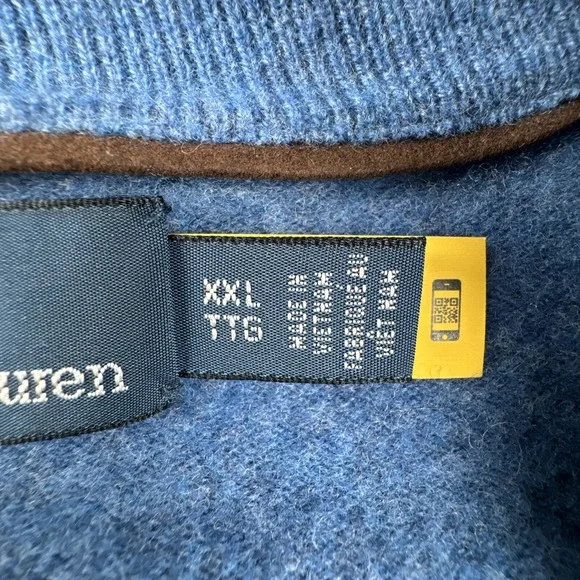 uren
XXL
TTG
MADE IN
VIETNAM
FABRIQUÉ AU
VIET NAM